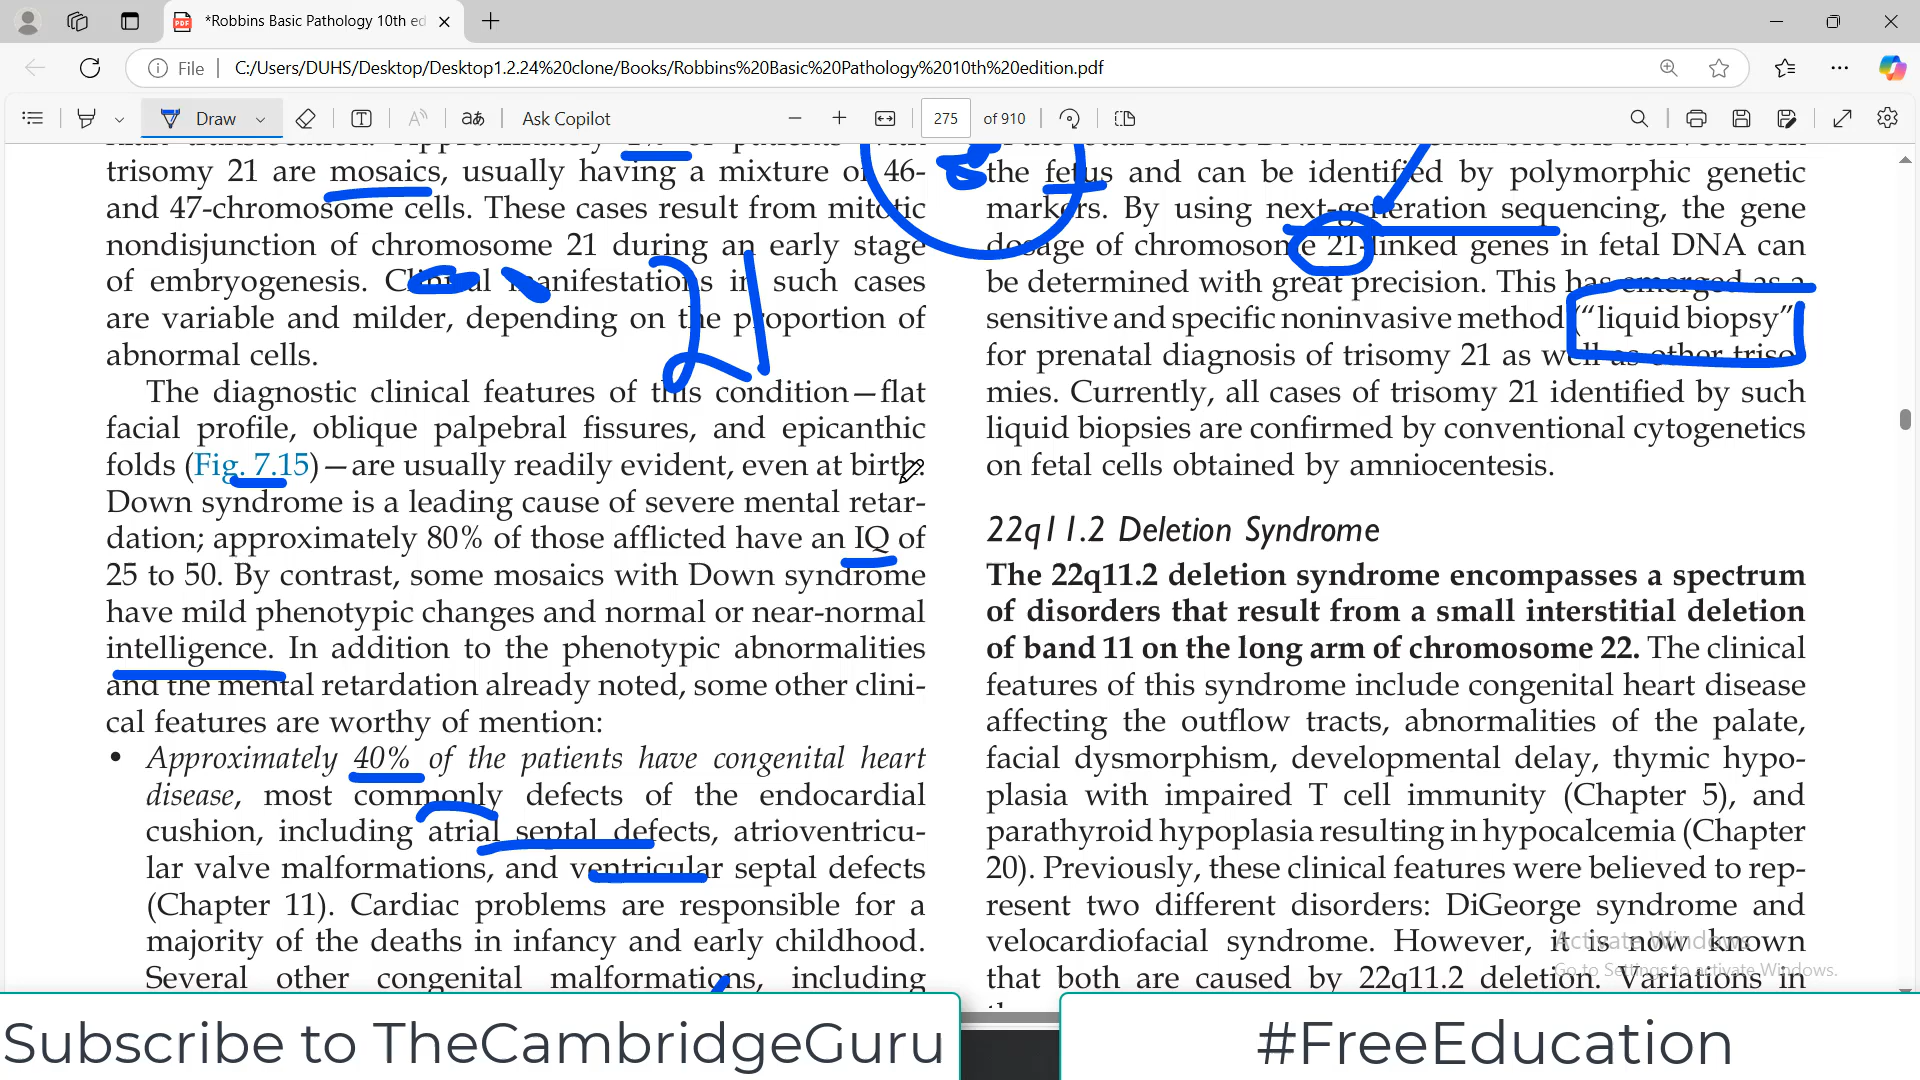 *Robbins Basic Pathology 10th ed
File
C:/Users/DUHS/Desktop/Desktop1.2.24%20clone/Books/Robbins%20Basic%20Pathology%2010th%20edition.pdf
Draw
Ask Copilot
275 of 910
trisomy 21 are mosaics, usually having a mixture of 46-
and 47-chromosome cells. These cases result from mitotic
nondisjunction of chromosome 21 during an early stage
of embryogenesis. Clinical manifestations in such cases
are variable and milder, depending on the proportion of
abnormal cells.
21
The diagnostic clinical features of this condition—flat
facial profile, oblique palpebral fissures, and epicanthic
folds (Fig. 7.15)—are usually readily evident, even at birth.
Down syndrome is a leading cause of severe mental retar-
dation; approximately 80% of those afflicted have an IQ of
25 to 50. By contrast, some mosaics with Down syndrome
have mild phenotypic changes and normal or near-normal
intelligence. In addition to the phenotypic abnormalities
and the mental retardation already noted, some other clini-
cal features are worthy of mention:
• Approximately 40% of the patients have congenital heart
disease, most commonly defects of the endocardial
cushion, including atrial septal defects, atrioventricu-
lar valve malformations, and ventricular septal defects
(Chapter 11). Cardiac problems are responsible for a
majority of the deaths in infancy and early childhood.
Several other congenital malformations, including
the fetus and can be identified by polymorphic genetic
markers. By using next-generation sequencing, the gene
dosage of chromosome 21-linked genes in fetal DNA can
be determined with great precision. This has emerged as a
sensitive and specific noninvasive method (“liquid biopsy”
for prenatal diagnosis of trisomy 21 as well as other triso
mies. Currently, all cases of trisomy 21 identified by such
liquid biopsies are confirmed by conventional cytogenetics
on fetal cells obtained by amniocentesis.
22q11.2 Deletion Syndrome
The 22q11.2 deletion syndrome encompasses a spectrum
of disorders that result from a small interstitial deletion
of band 11 on the long arm of chromosome 22. The clinical
features of this syndrome include congenital heart disease
affecting the outflow tracts, abnormalities of the palate,
facial dysmorphism, developmental delay, thymic hypo-
plasia with impaired T cell immunity (Chapter 5), and
parathyroid hypoplasia resulting in hypocalcemia (Chapter
20). Previously, these clinical features were believed to rep-
resent two different disorders: DiGeorge syndrome and
velocardiofacial syndrome. However, it is now known
that both are caused by 22q11.2 deletion. Variations in
Activate Windows
Go to Settings to activate Windows.
Subscribe to TheCambridgeGuru
#FreeEducation